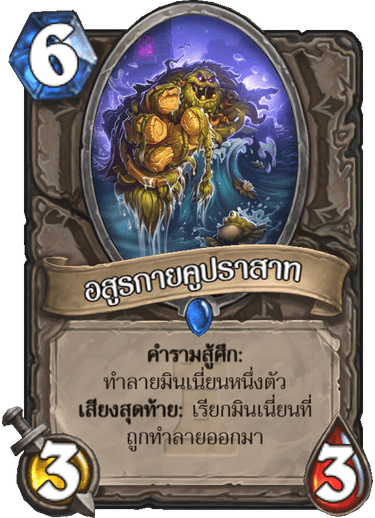 6
อสูรกายคูปราสาท
คำรามสู้ศึก:
ทำลายมินเนี่ยนหนึ่งตัว
เสียงสุดท้าย: เรียกมินเนี่ยนที่
ถูกทำลายออกมา
3
3